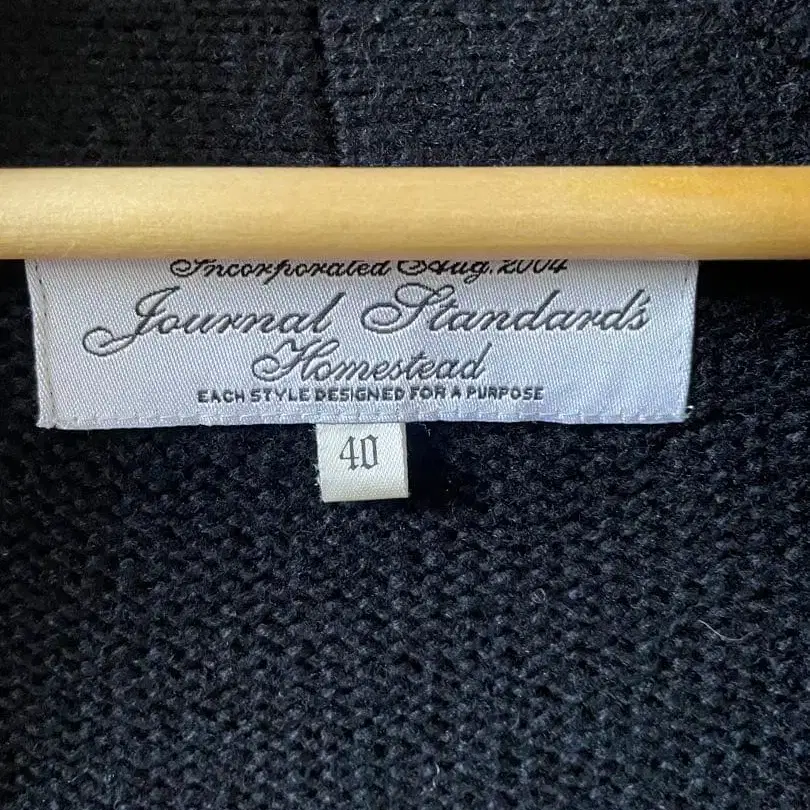 Incorporated Aug. 2004
Journal Standard's
Homestead
EACH STYLE DESIGNED FOR A PURPOSE
40